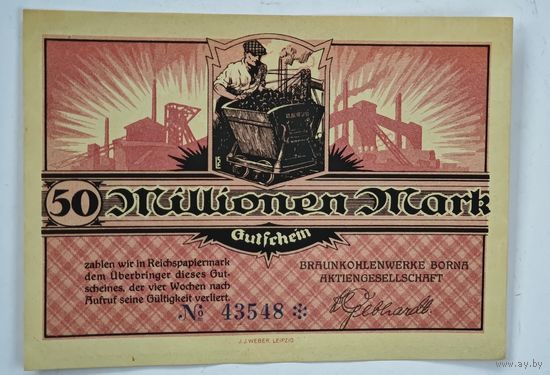 50 Millionen Mark
Gutschein
zahlen wir in Reichspapiermark
dem Überbringer dieses Gut-
scheines, der vier Wochen nach
Aufruf seine Gültigkeit verliert.
BRAUNKOHLENWERKE BORNA
AKTIENGESELLSCHAFT
Gebhardt
№ 43548
J. J. WEBER, LEIPZIG
www.ay.by